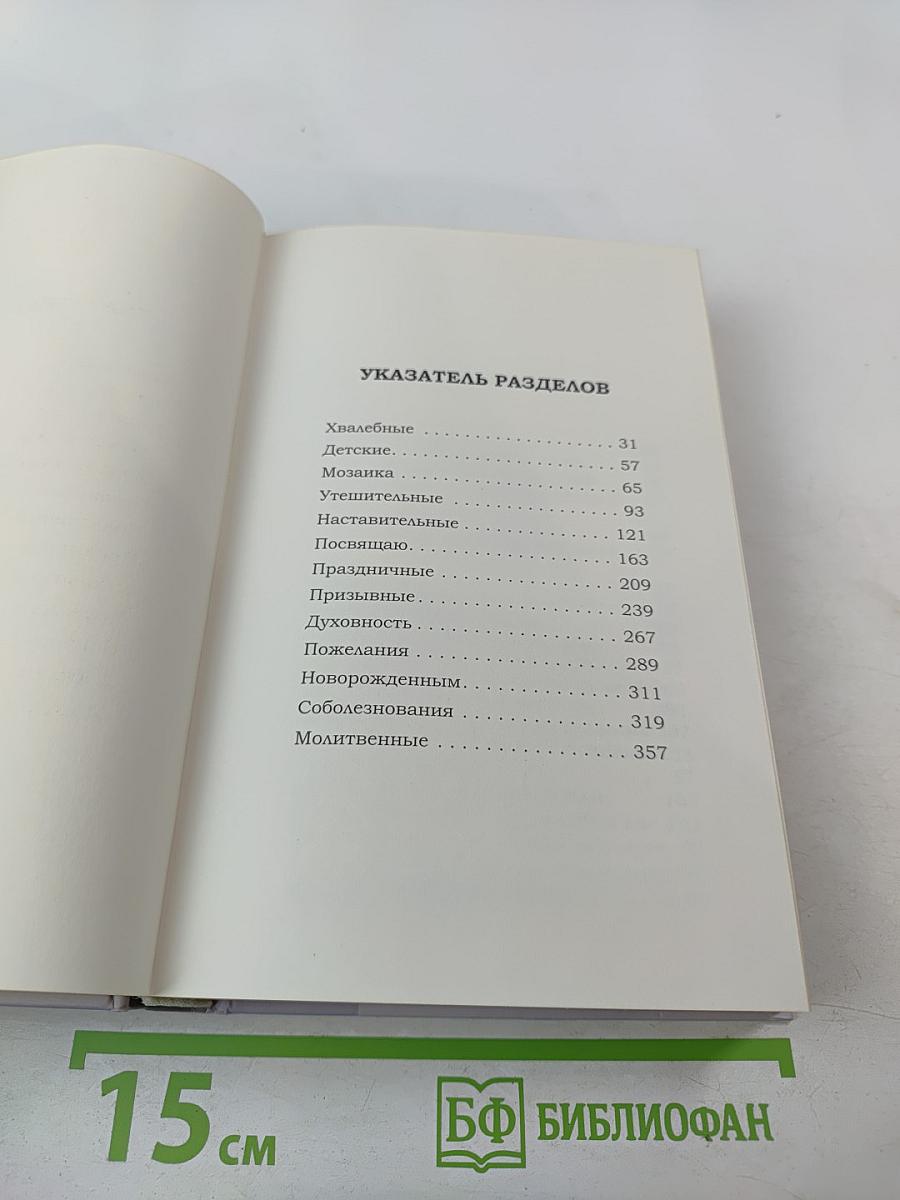 УКАЗАТЕЛЬ РАЗДЕЛОВ
Хвалебные . . . . . . . . . . . . . . . . . . . 31
Детские. . . . . . . . . . . . . . . . . . . . . . 57
Мозаика . . . . . . . . . . . . . . . . . . . . . 65
Утешительные . . . . . . . . . . . . . . . . 93
Наставительные . . . . . . . . . . . . . . 121
Посвящаю. . . . . . . . . . . . . . . . . . . 163
Праздничные . . . . . . . . . . . . . . . . 209
Призывные . . . . . . . . . . . . . . . . . . 239
Духовность . . . . . . . . . . . . . . . . . . 267
Пожелания . . . . . . . . . . . . . . . . . . 289
Новорожденным. . . . . . . . . . . . . . 311
Соболезнования . . . . . . . . . . . . . . 319
Молитвенные . . . . . . . . . . . . . . . . 357
15 см
БФ БИБЛИОФАН